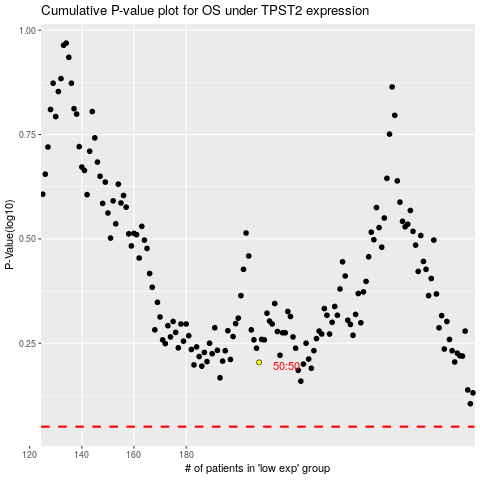 Cumulative P-value plot for OS under TPST2 expression
P-Value(log10)
1.00
0.75
0.50
0.25
50:50
120 140 160 180
# of patients in 'low exp' group